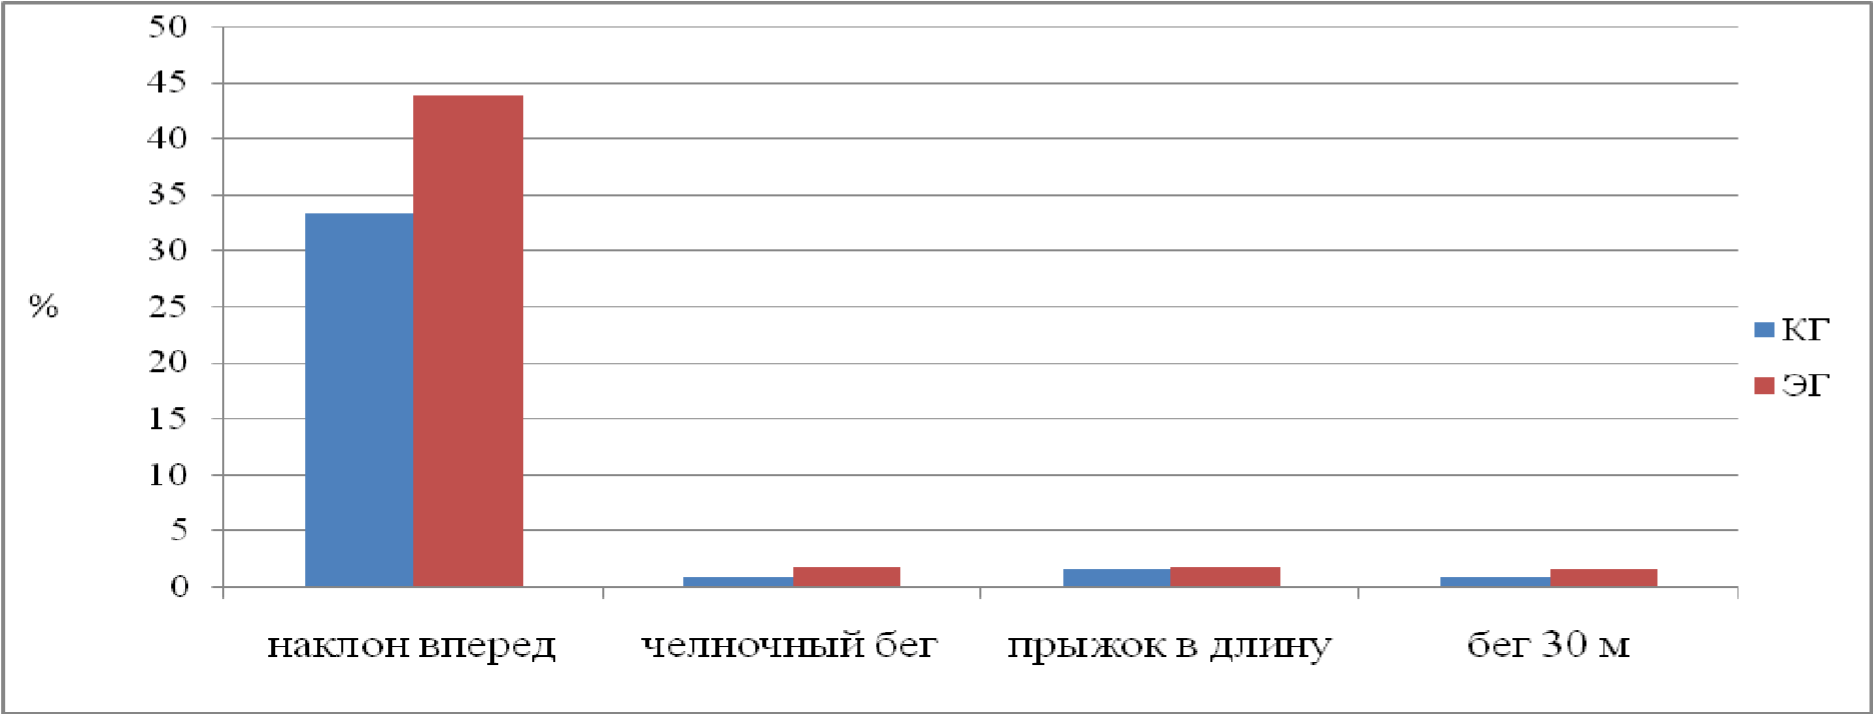 50
45
40
35
30
25
20
15
10
5
0
%
наклон вперед
челночный бег
прыжок в длину
бег 30 м
КГ
ЭГ